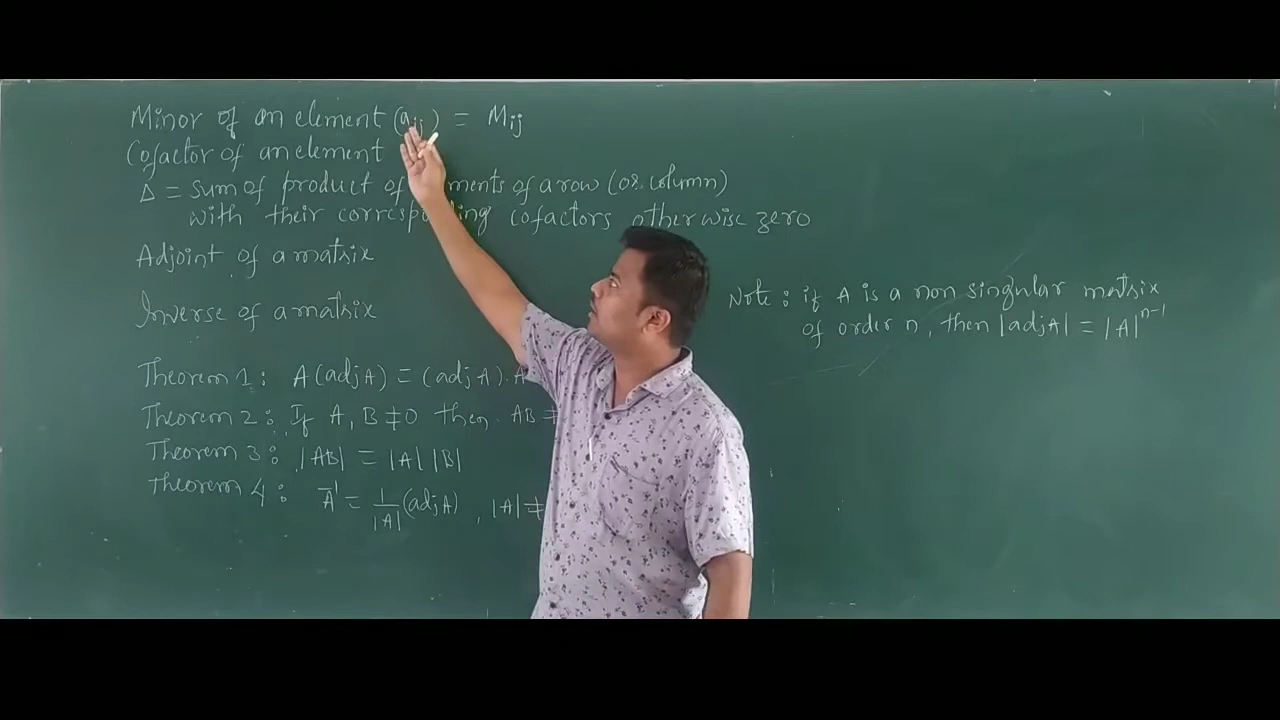 Minor of an element (aij) = Mij
Cofactor of an element
Δ = sum of product of ments of a row (or column)
with their corresp ing cofactors otherwise zero
Adjoint of a matrix
Inverse of a matrix
Note : if A is a non singular matrix
of order n, then |adjA| = |A|ⁿ⁻¹
Theorem 1 : A(adjA) = (adjA).A
Theorem 2 : If A, B ≠ 0 then AB =
Theorem 3 : |AB| = |A| |B|
Theorem 4 : A⁻¹ = 1/|A| (adjA) , |A| ≠